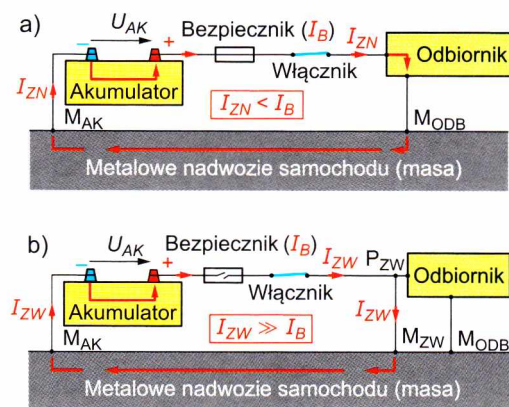 a)
U_AK
Bezpiecznik (I_B)
I_ZN
− +
Włącznik
Odbiornik
I_ZN
Akumulator
I_ZN < I_B
M_AK
M_ODB
Metalowe nadwozie samochodu (masa)
b)
U_AK
Bezpiecznik (I_B)
I_ZW
P_ZW
− +
Włącznik
Odbiornik
I_ZW
Akumulator
I_ZW ≫ I_B
I_ZW
M_AK
M_ZW
M_ODB
Metalowe nadwozie samochodu (masa)